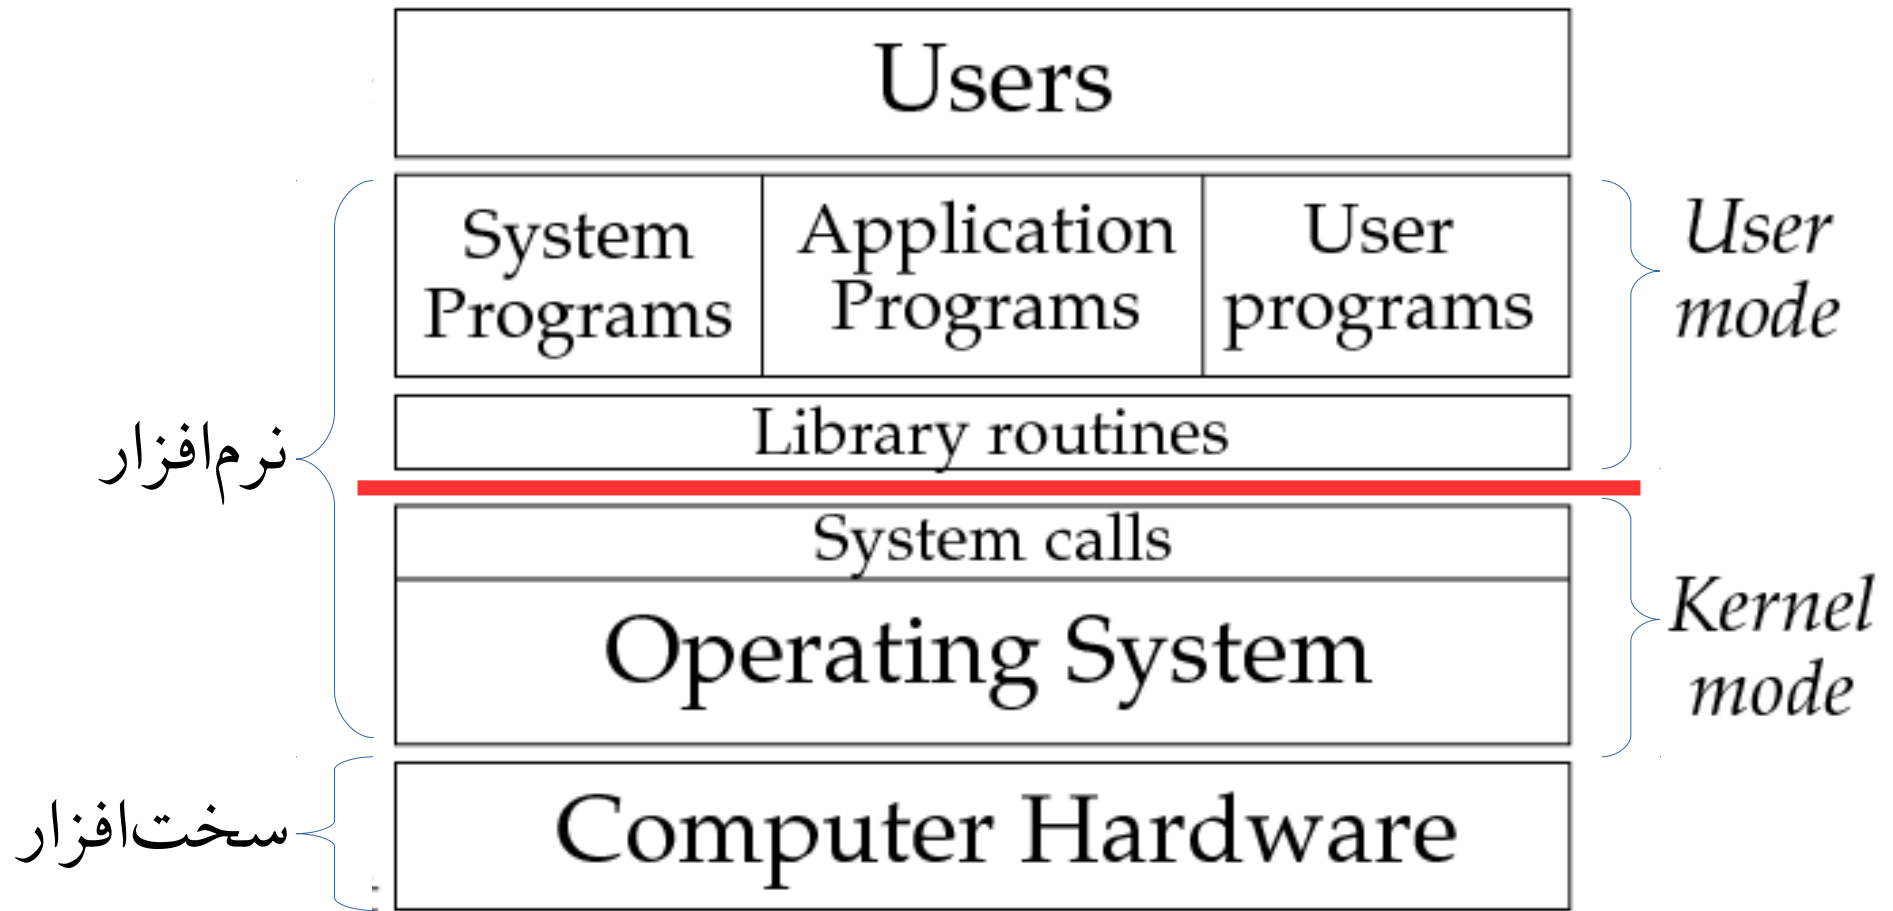 Users
System
Programs
Application
Programs
User
programs
User
mode
Library routines
نرم‌افزار
System calls
Operating System
Kernel
mode
Computer Hardware
سخت‌افزار